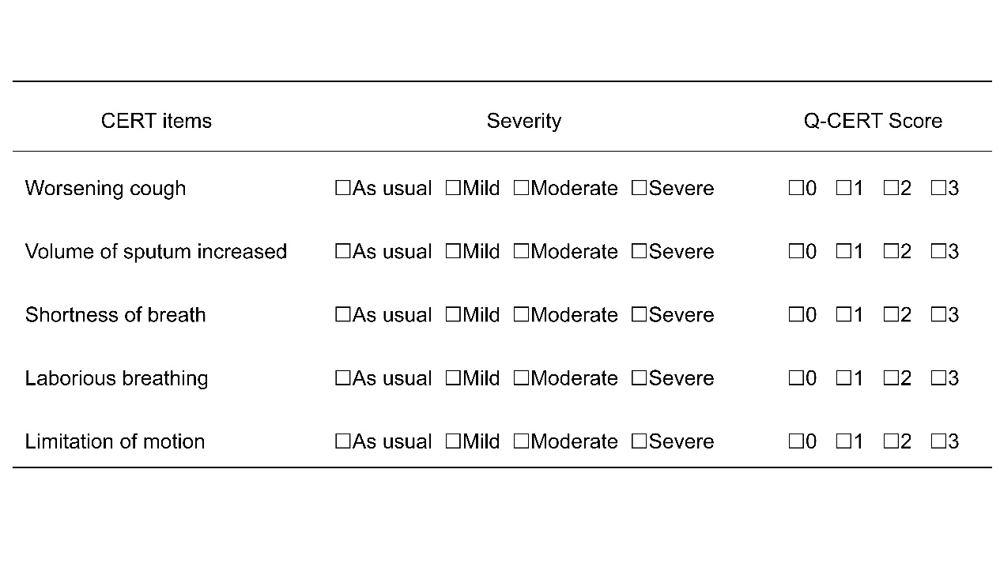 CERT items Severity Q-CERT Score
Worsening cough ☐As usual ☐Mild ☐Moderate ☐Severe ☐0 ☐1 ☐2 ☐3
Volume of sputum increased ☐As usual ☐Mild ☐Moderate ☐Severe ☐0 ☐1 ☐2 ☐3
Shortness of breath ☐As usual ☐Mild ☐Moderate ☐Severe ☐0 ☐1 ☐2 ☐3
Laborious breathing ☐As usual ☐Mild ☐Moderate ☐Severe ☐0 ☐1 ☐2 ☐3
Limitation of motion ☐As usual ☐Mild ☐Moderate ☐Severe ☐0 ☐1 ☐2 ☐3